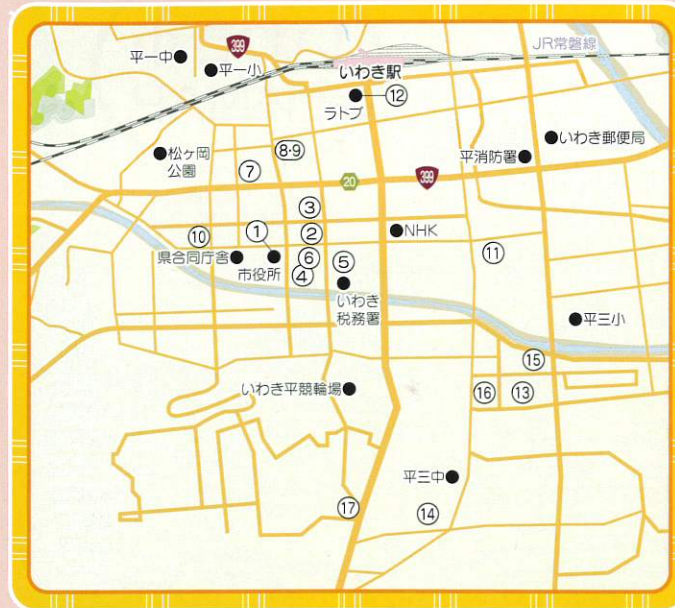 JR常磐線
399
平一中
平一小
いわき駅
ラトブ
⑫
いわき郵便局
松ヶ岡
公園
⑧・⑨
平消防署
⑦
20
399
③
⑩
①
②
NHK
県合同庁舎
市役所
⑥
④
⑤
⑪
いわき
税務署
平三小
⑮
いわき平競輪場
⑯
⑬
平三中
⑰
⑭